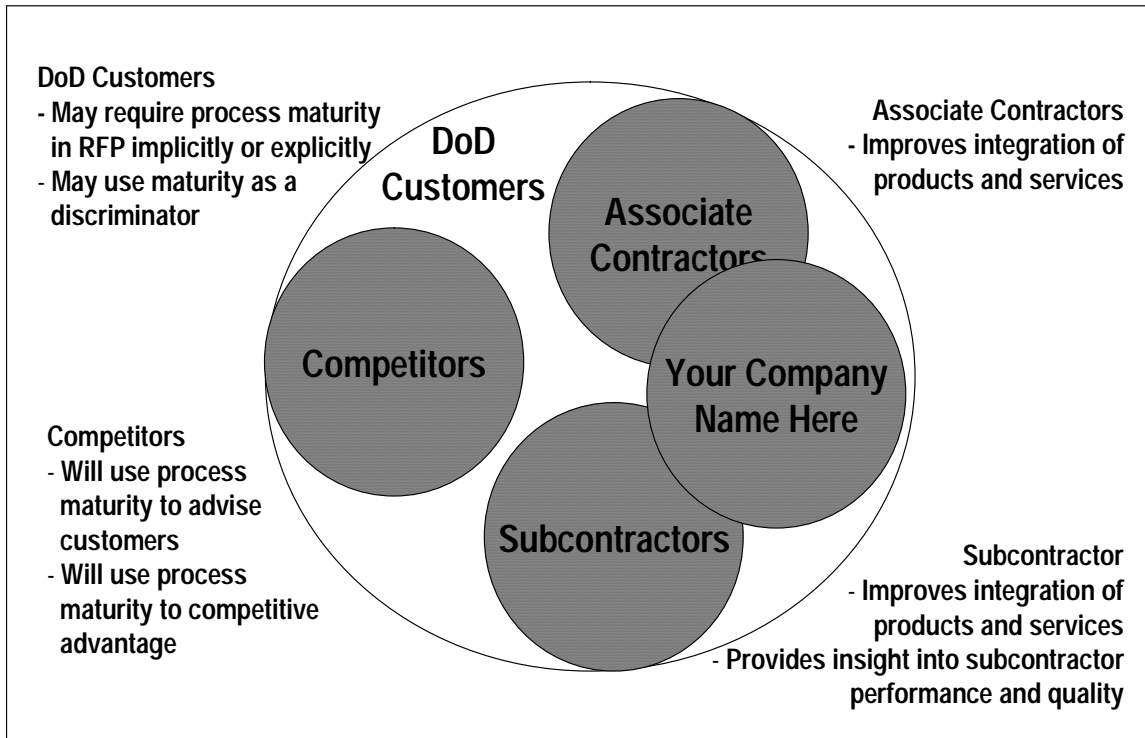 DoD Customers
- May require process maturity
in RFP implicitly or explicitly
- May use maturity as a
discriminator
DoD
Customers
Associate Contractors
- Improves integration of
products and services
Associate
Contractors
Competitors
Your Company
Name Here
Subcontractors
Competitors
- Will use process
maturity to advise
customers
- Will use process
maturity to competitive
advantage
Subcontractor
- Improves integration of
products and services
- Provides insight into subcontractor
performance and quality